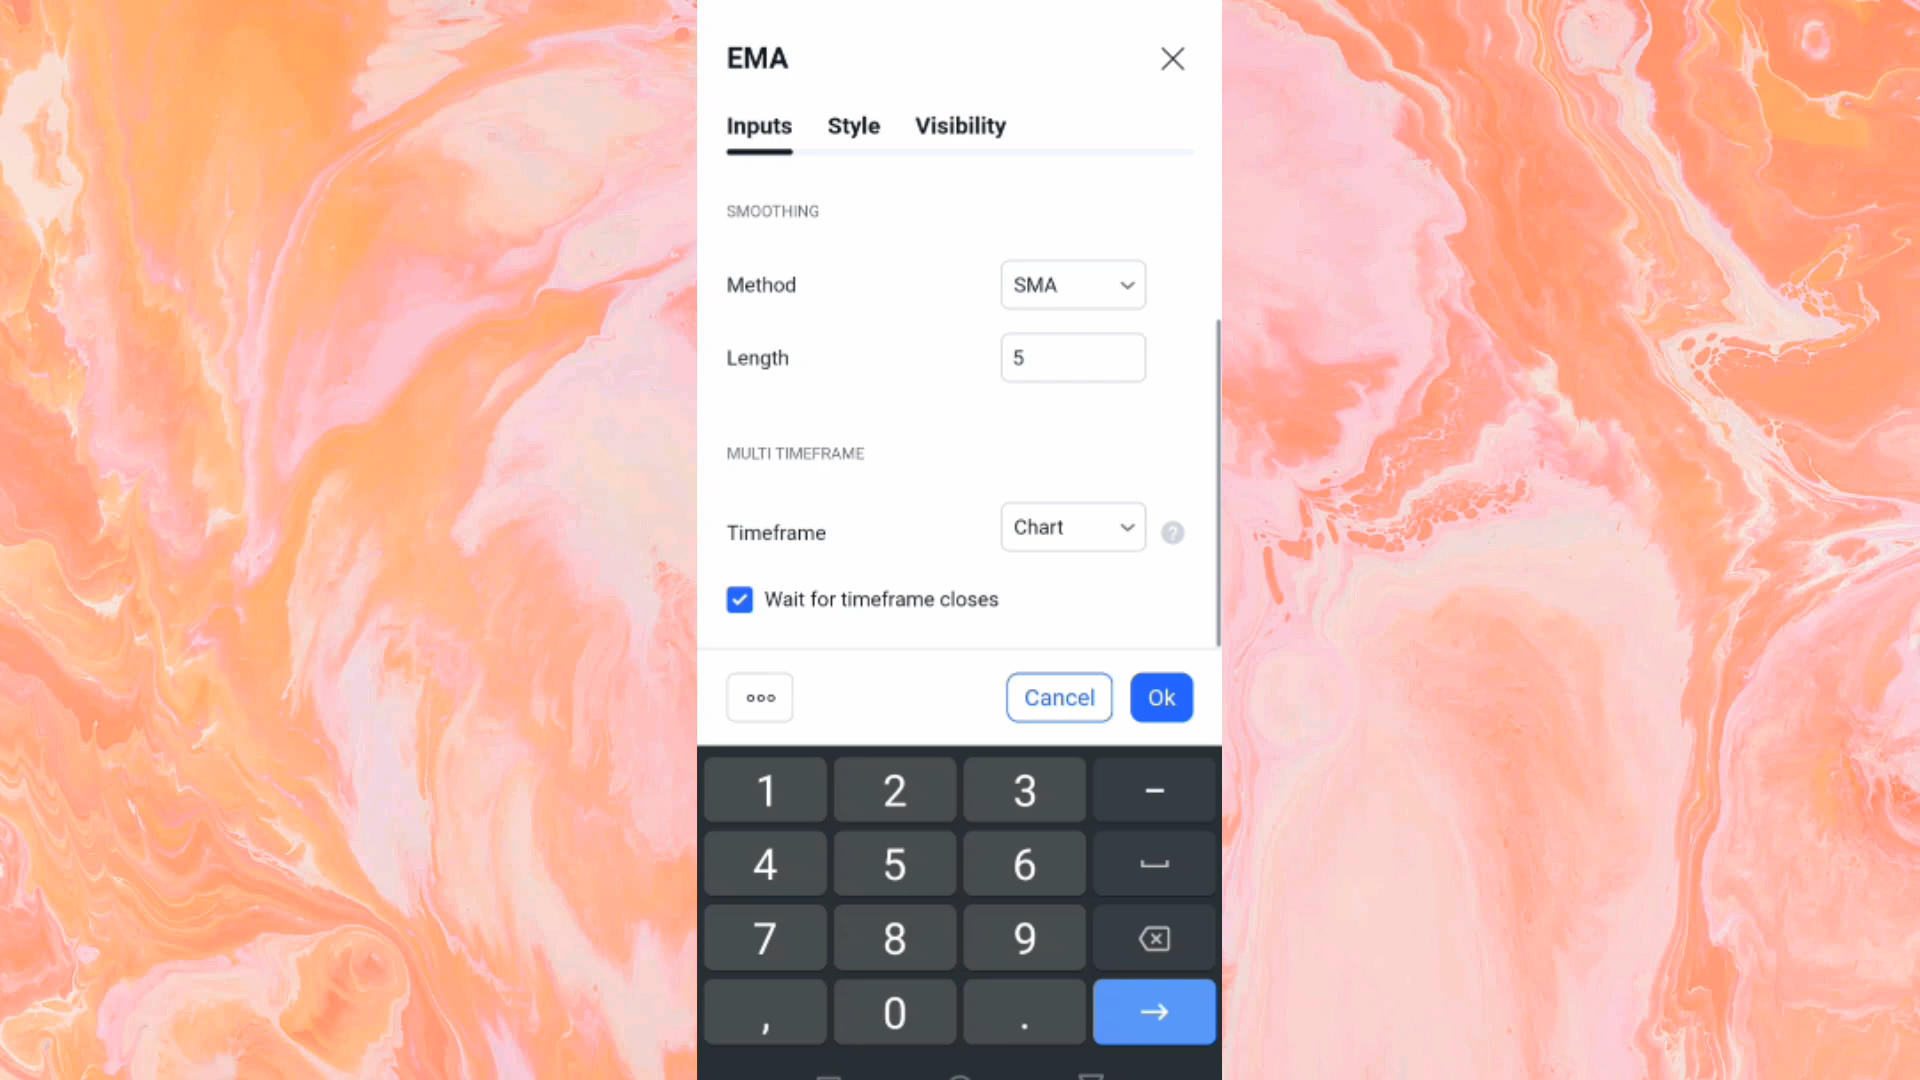 EMA
Inputs Style Visibility
SMOOTHING
Method SMA
Length 5
MULTI TIMEFRAME
Timeframe Chart ?
Wait for timeframe closes
Cancel Ok
1 2 3 -
4 5 6
7 8 9
, 0 .